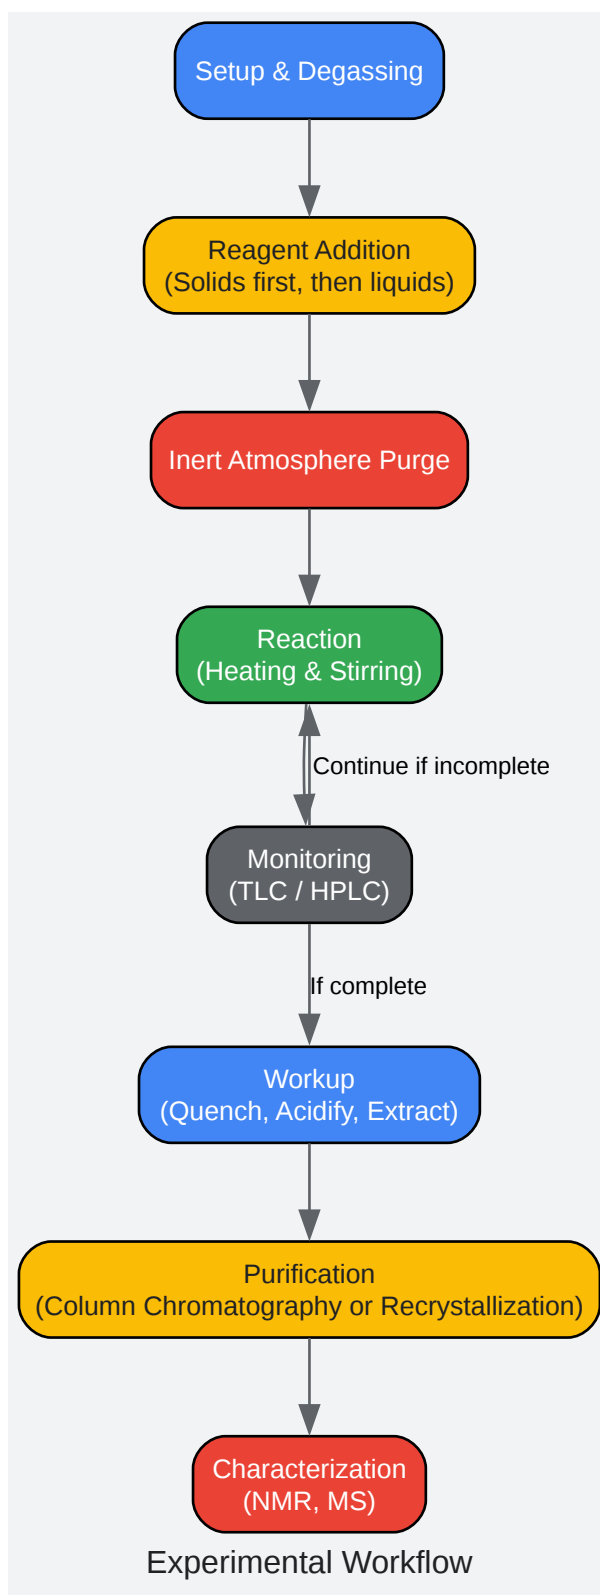 Setup & Degassing
Reagent Addition
(Solids first, then liquids)
Inert Atmosphere Purge
Reaction
(Heating & Stirring)
Continue if incomplete
Monitoring
(TLC / HPLC)
If complete
Workup
(Quench, Acidify, Extract)
Purification
(Column Chromatography or Recrystallization)
Characterization
(NMR, MS)
Experimental Workflow